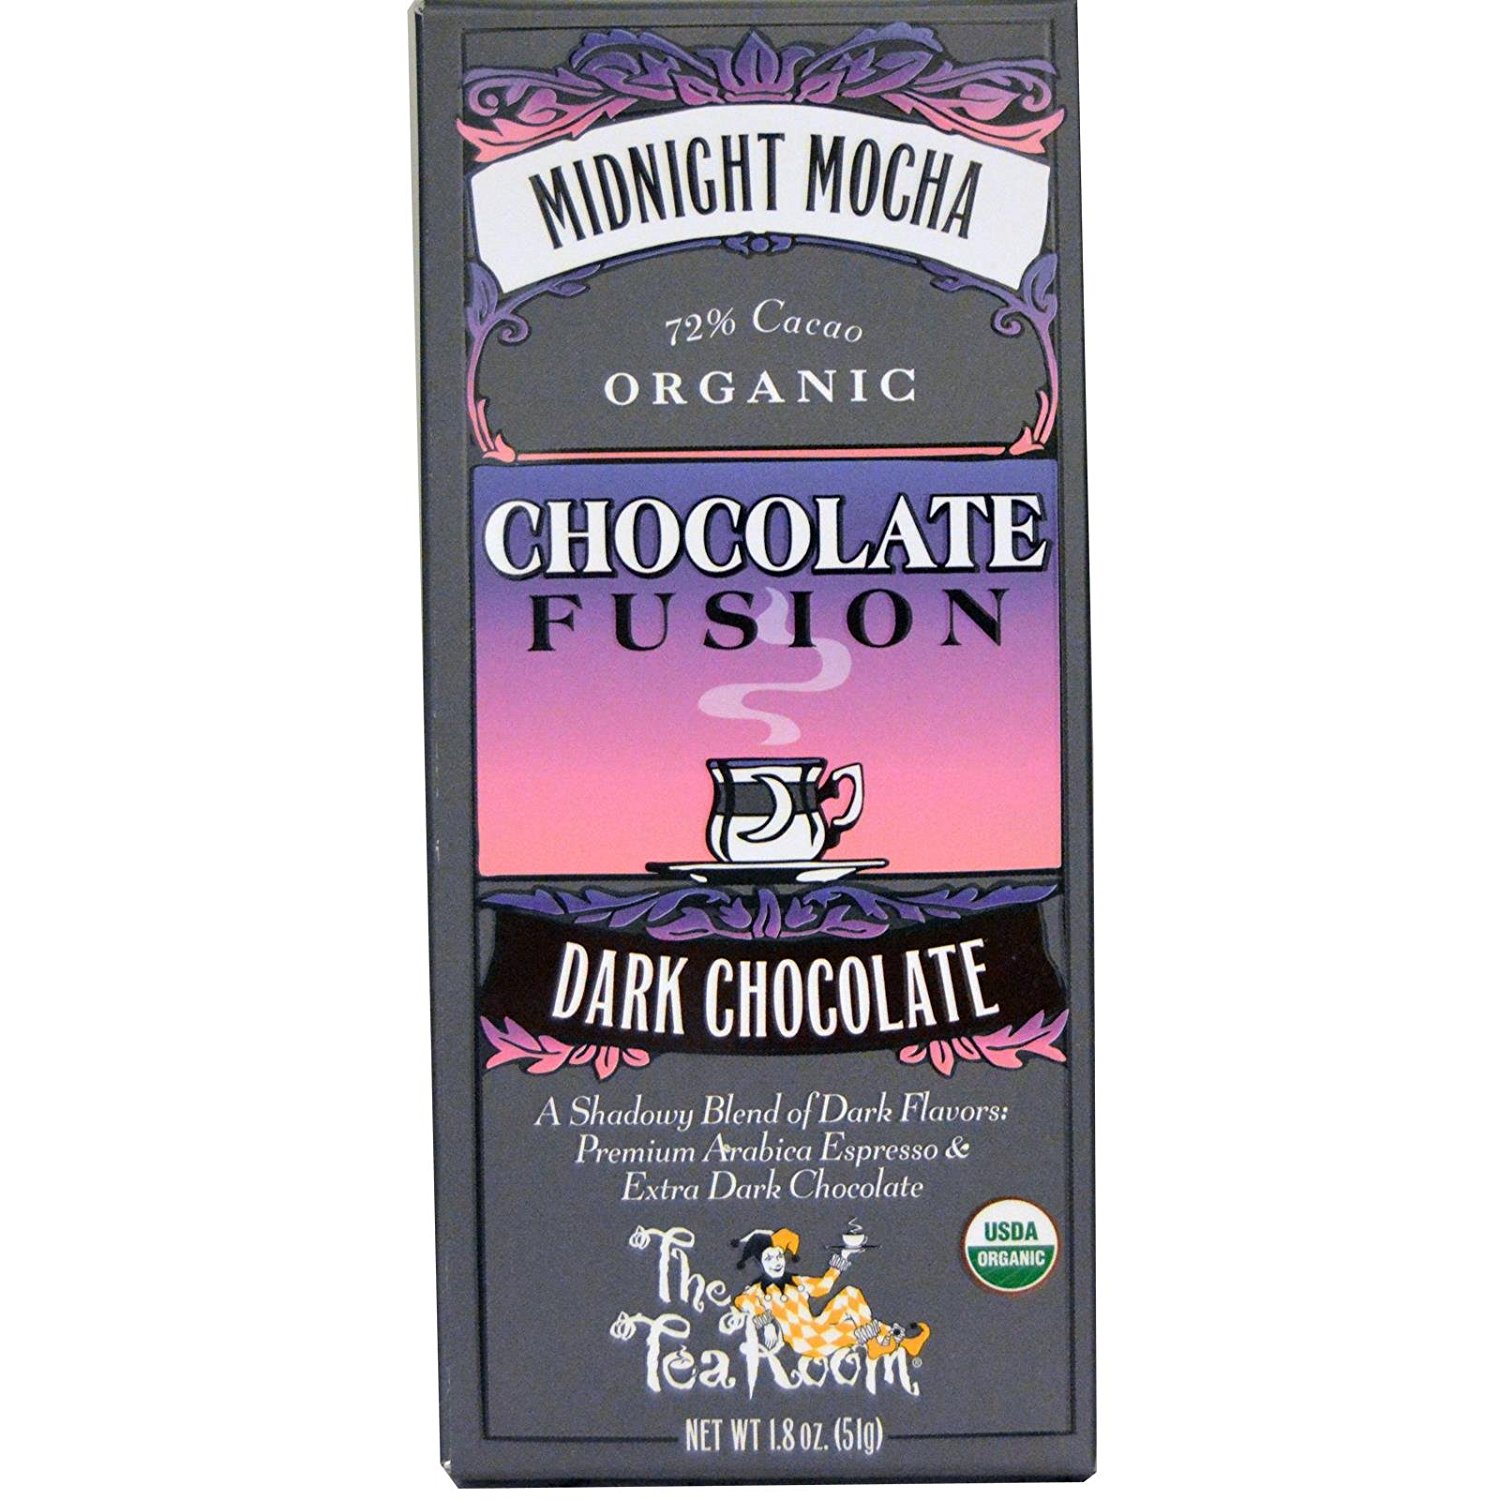 MIDNIGHT MOCHA
72% Cacao
ORGANIC
CHOCOLATE
FUSION
DARK CHOCOLATE
A Shadowy Blend of Dark Flavors:
Premium Arabica Espresso &
Extra Dark Chocolate
USDA
ORGANIC
The
Tea Room®
NET WT 1.8 OZ. (51g)